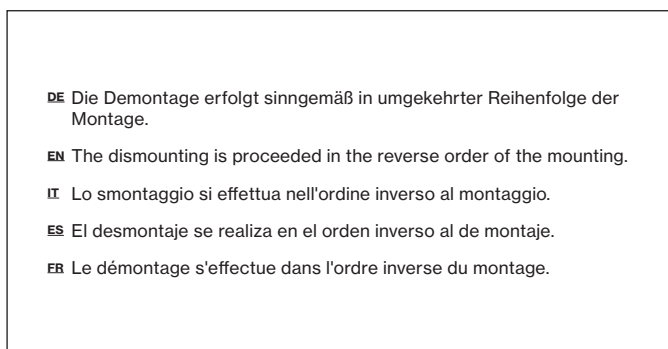 DE Die Demontage erfolgt sinngemäß in umgekehrter Reihenfolge der
Montage.
EN The dismounting is proceeded in the reverse order of the mounting.
IT Lo smontaggio si effettua nell'ordine inverso al montaggio.
ES El desmontaje se realiza en el orden inverso al de montaje.
FR Le démontage s'effectue dans l'ordre inverse du montage.